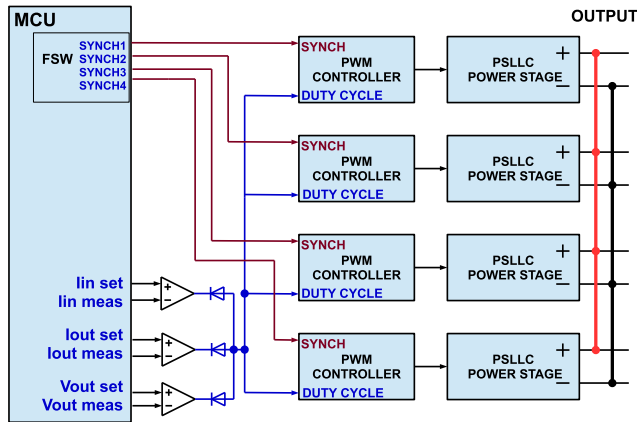 MCU
OUTPUT
FSW
SYNCH1
SYNCH2
SYNCH3
SYNCH4
SYNCH
PWM
CONTROLLER
DUTY CYCLE
PSLLC
POWER STAGE
+
−
SYNCH
PWM
CONTROLLER
DUTY CYCLE
PSLLC
POWER STAGE
+
−
SYNCH
PWM
CONTROLLER
DUTY CYCLE
PSLLC
POWER STAGE
+
−
SYNCH
PWM
CONTROLLER
DUTY CYCLE
PSLLC
POWER STAGE
+
−
Iin set
Iin meas
+
−
Iout set
Iout meas
+
−
Vout set
Vout meas
+
−